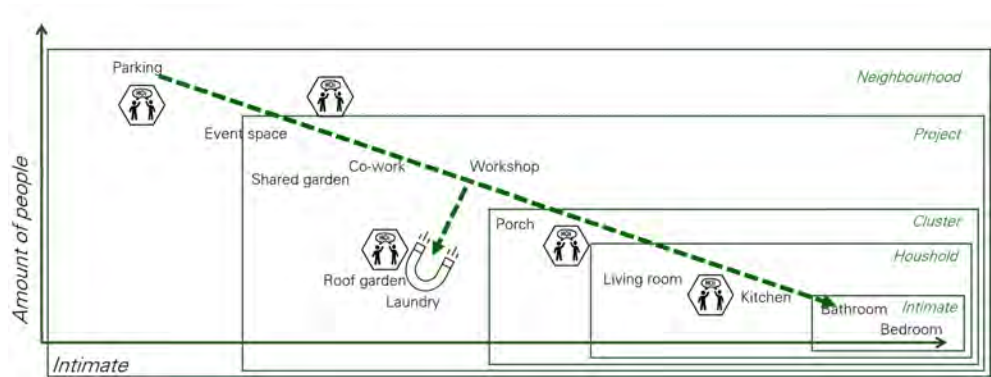 Parking
Neighbourhood
Event space
Project
Co-work
Workshop
Shared garden
Amount of people
Porch
Cluster
Houshold
Roof garden
Living room
Laundry
Kitchen
Bathroom
Intimate
Bedroom
Intimate